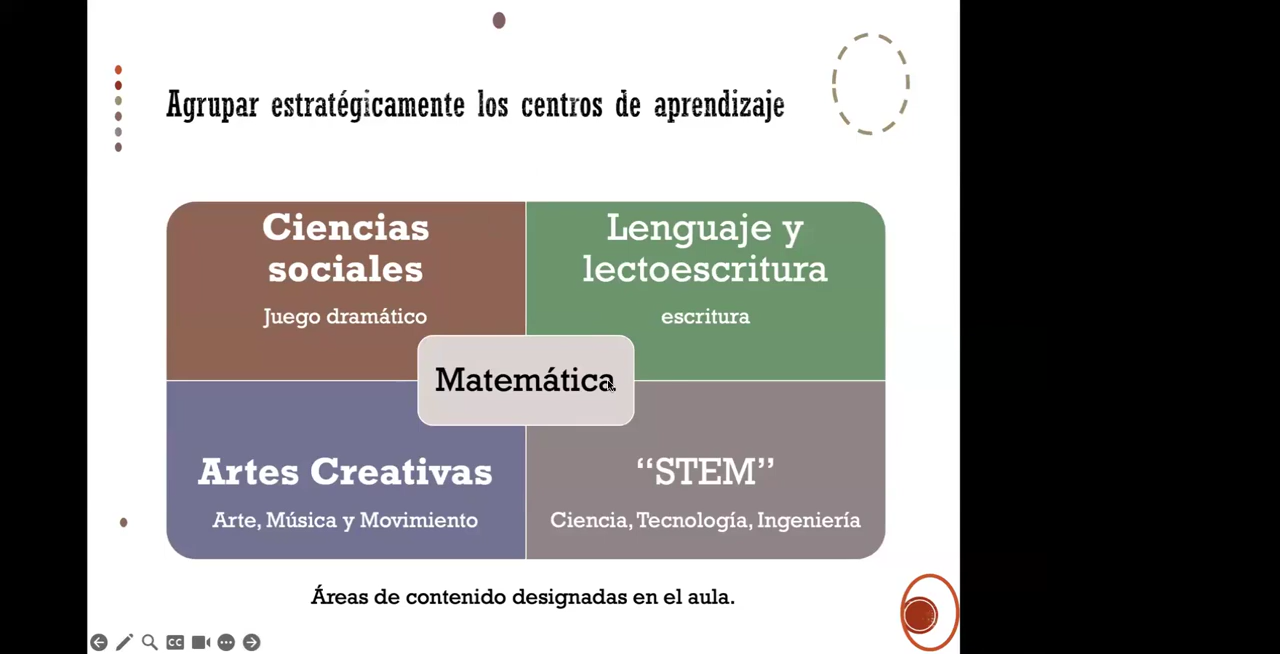 Agrupar estratégicamente los centros de aprendizaje
Ciencias
sociales
Juego dramático
Lenguaje y
lectoescritura
escritura
Matemática
Artes Creativas
Arte, Música y Movimiento
“STEM”
Ciencia, Tecnología, Ingeniería
Áreas de contenido designadas en el aula.
CC